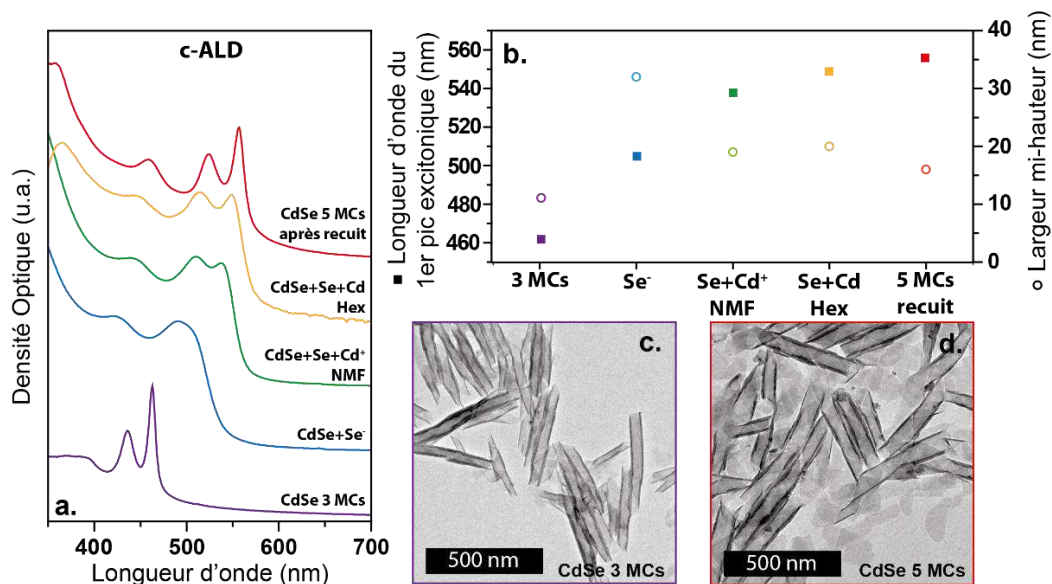 c-ALD
Densité Optique (u.a.)
CdSe 5 MCs
après recuit
CdSe+Se+Cd
Hex
CdSe+Se+Cd⁺
NMF
CdSe+Se⁻
CdSe 3 MCs
a.
400 500 600 700
Longueur d'onde (nm)
b.
■ Longueur d'onde du
1er pic excitonique (nm)
560
540
520
500
480
460
40
30
20
10
0
○ Largeur mi-hauteur (nm)
3 MCs Se⁻ Se+Cd⁺ Se+Cd 5 MCs
NMF Hex recuit
c.
500 nm
CdSe 3 MCs
d.
500 nm
CdSe 5 MCs